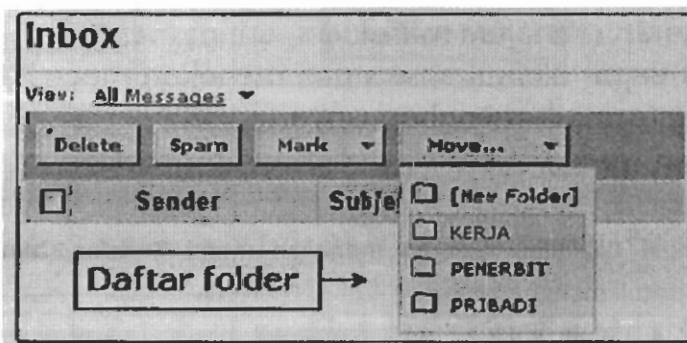 Inbox
View: All Messages
Delete Spam Mark Move...
Sender Subje
[New Folder]
KERJA
PENERBIT
PRIBADI
Daftar folder